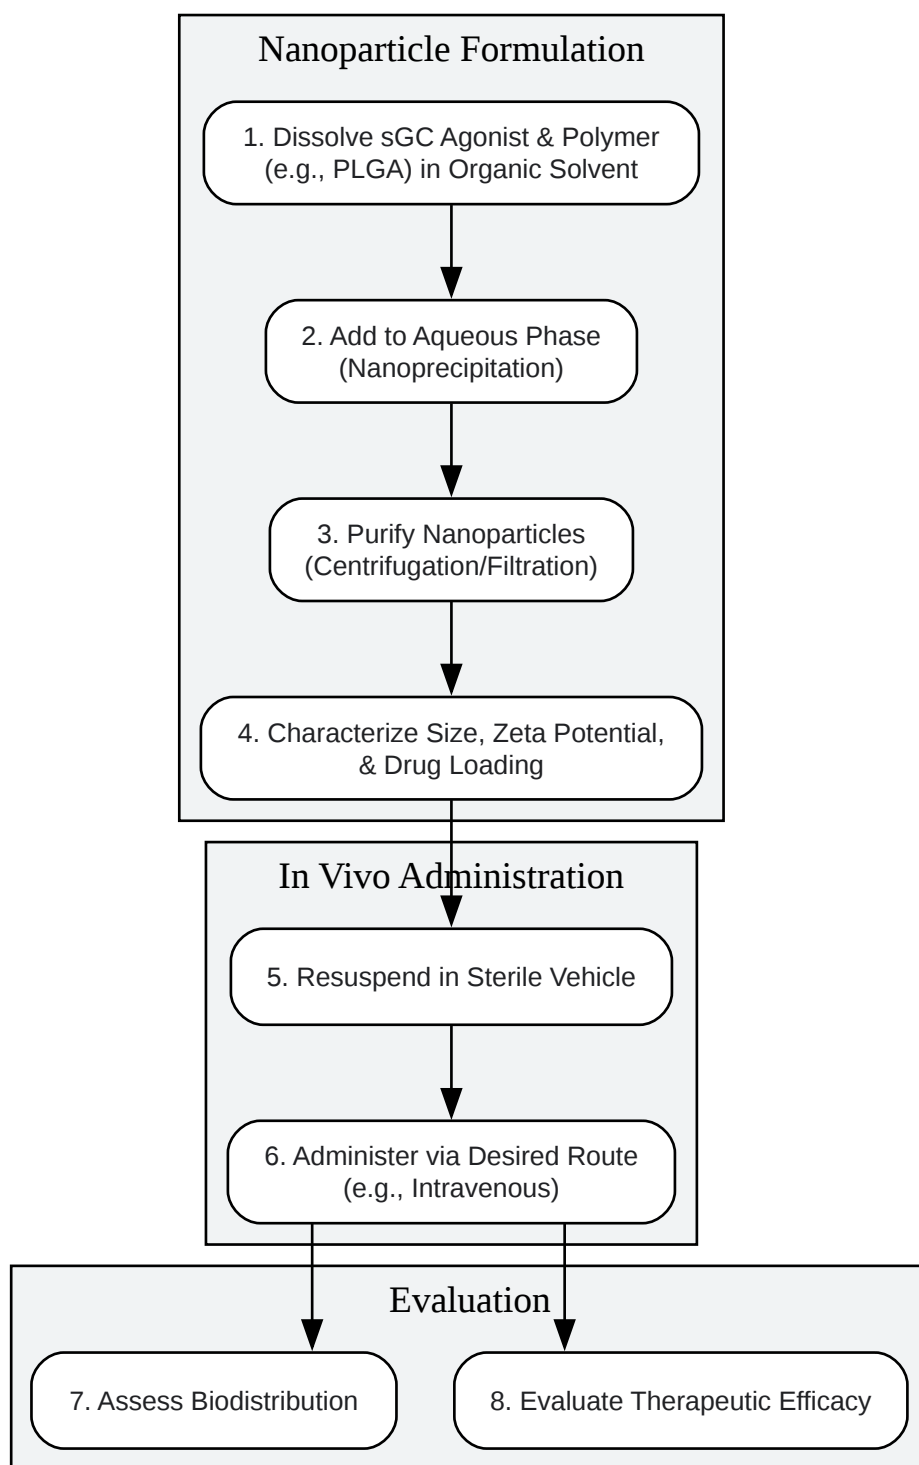 Nanoparticle Formulation
1. Dissolve sGC Agonist & Polymer
(e.g., PLGA) in Organic Solvent
2. Add to Aqueous Phase
(Nanoprecipitation)
3. Purify Nanoparticles
(Centrifugation/Filtration)
4. Characterize Size, Zeta Potential,
& Drug Loading
In Vivo Administration
5. Resuspend in Sterile Vehicle
6. Administer via Desired Route
(e.g., Intravenous)
Evaluation
7. Assess Biodistribution
8. Evaluate Therapeutic Efficacy